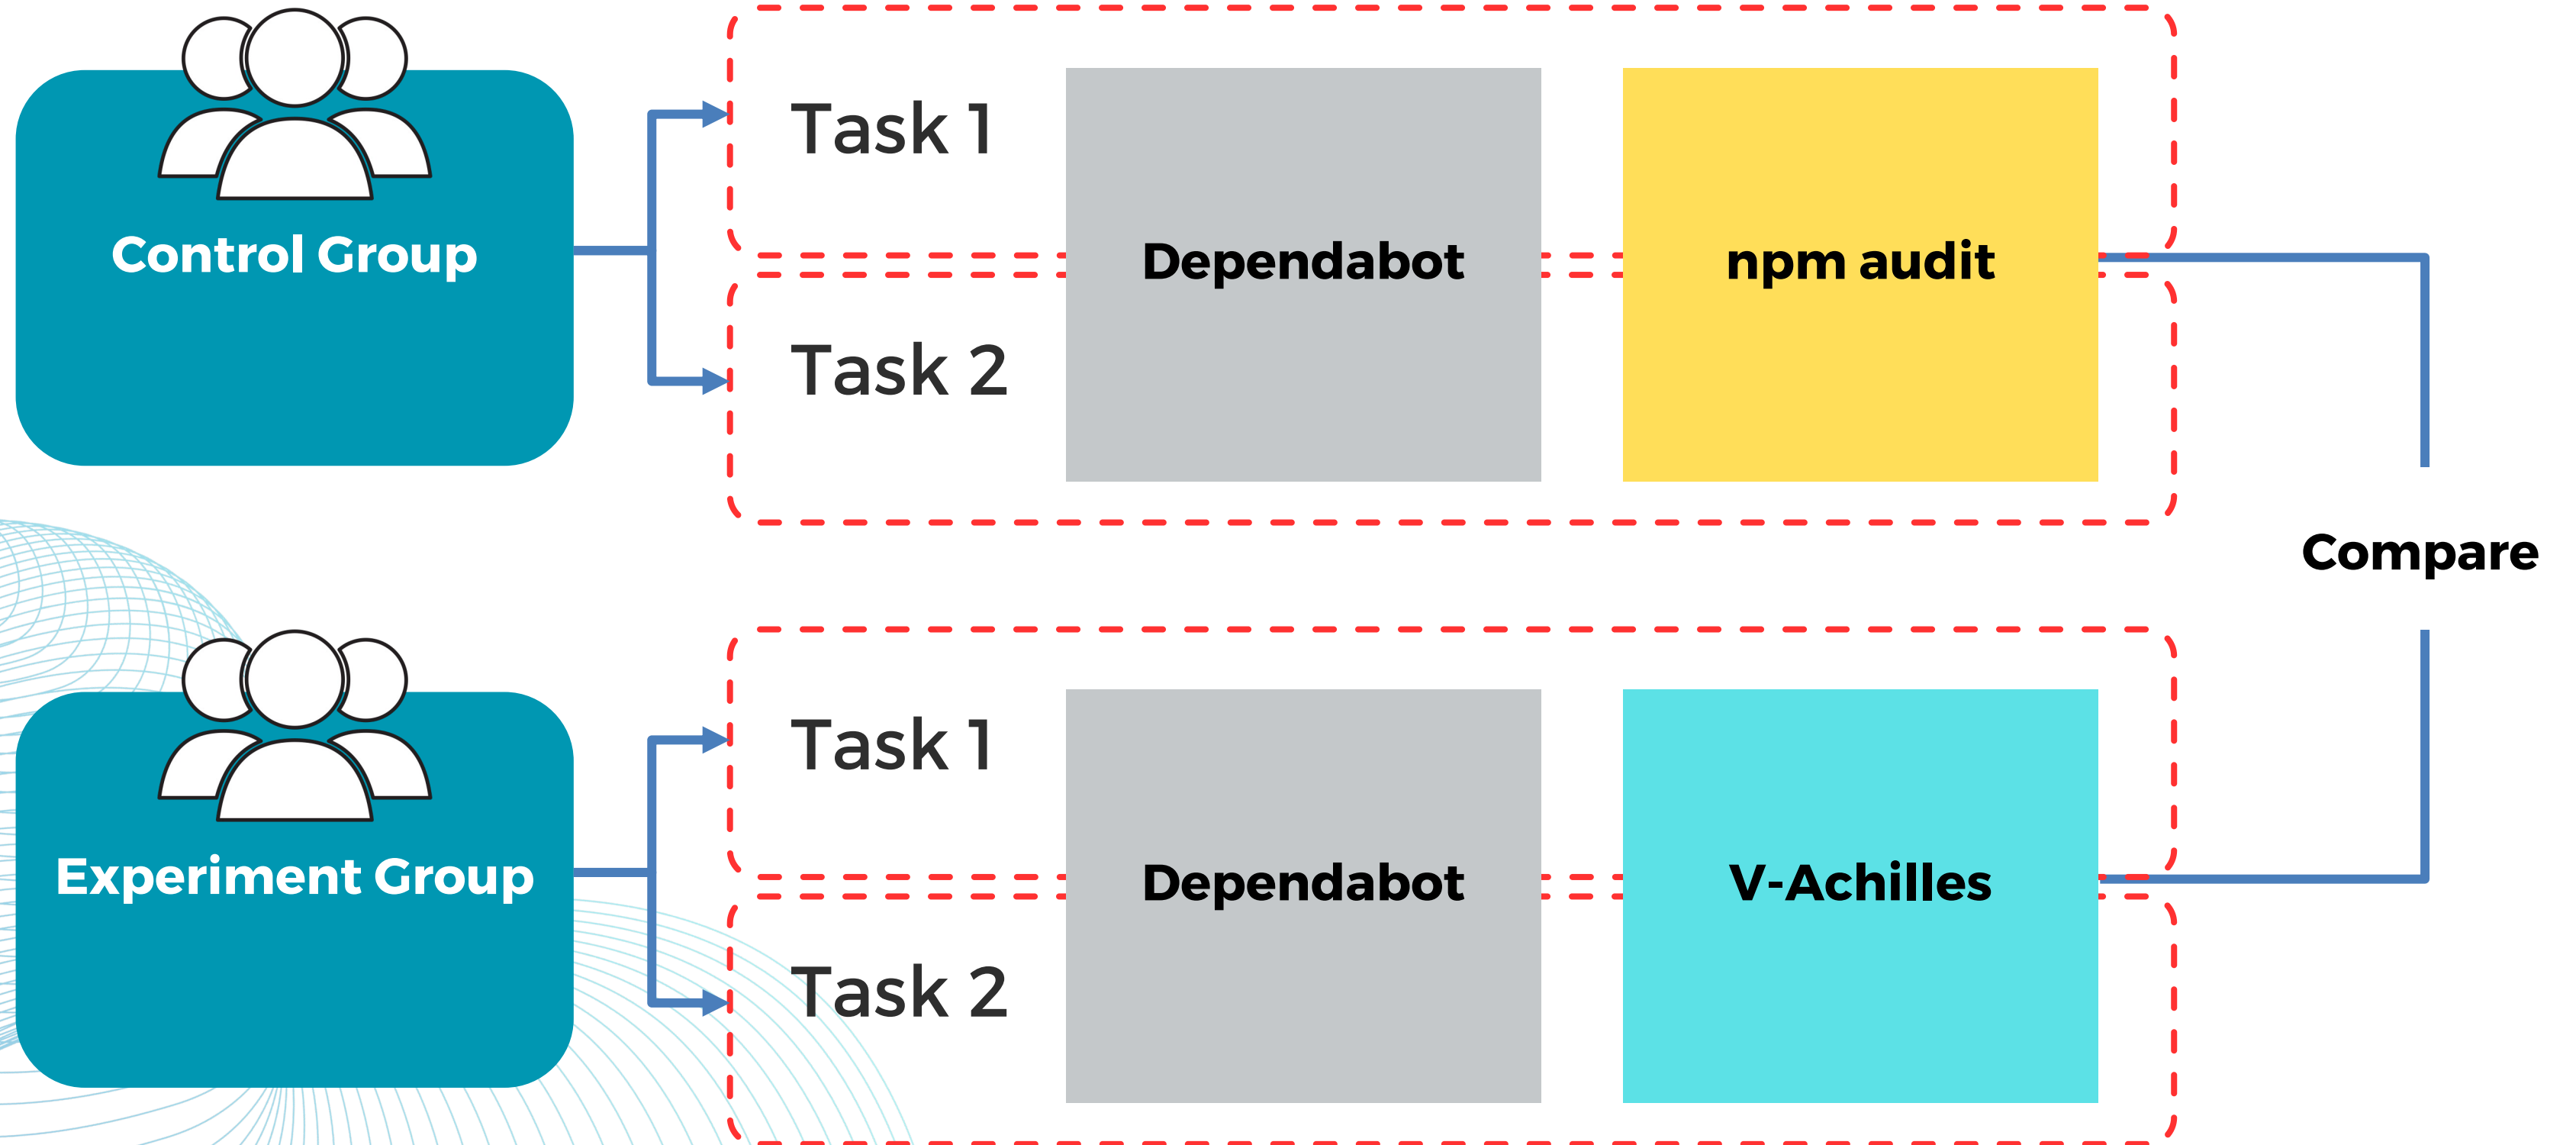 Control Group
Task 1
Task 2
Dependabot
npm audit
Compare
Experiment Group
Task 1
Task 2
Dependabot
V-Achilles